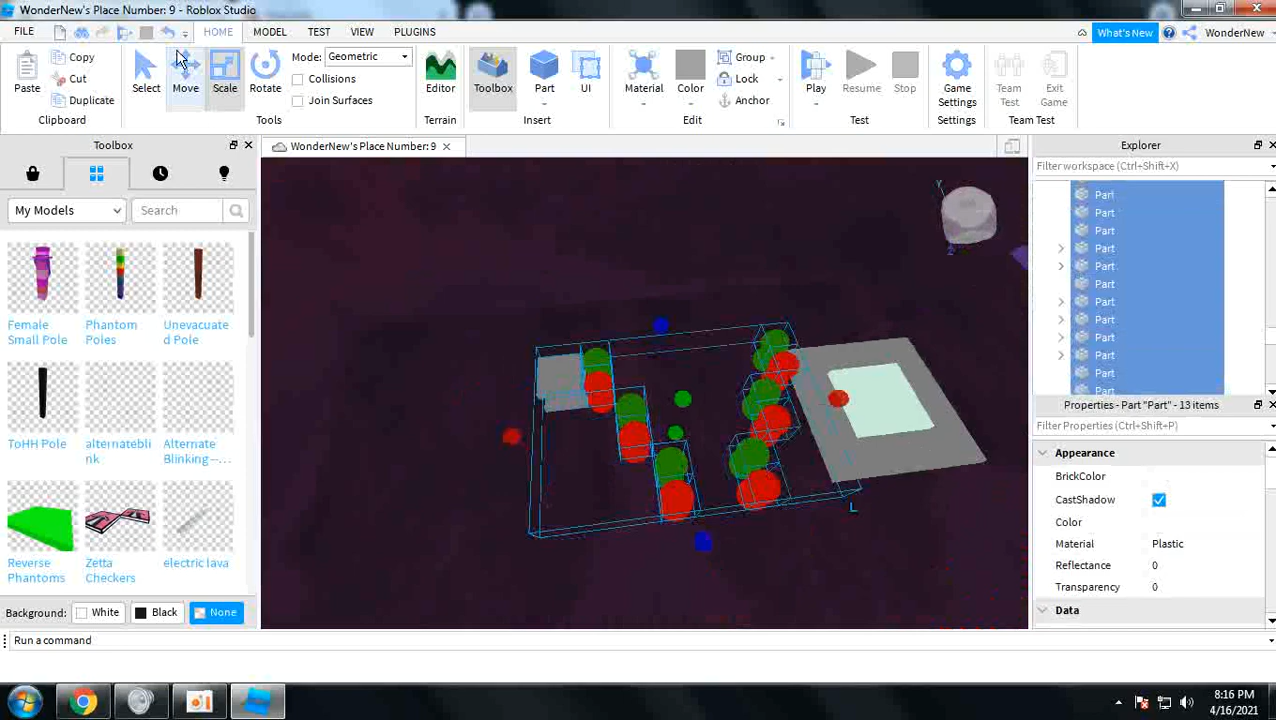 WonderNew's Place Number: 9 - Roblox Studio
FILE HOME MODEL TEST VIEW PLUGINS What's New WonderNew
Paste Copy Cut Duplicate Select Move Scale Rotate Mode: Geometric Collisions Join Surfaces Editor Toolbox Part UI Material Color Group Lock Anchor Play Resume Stop Game Settings Team Test Exit Game
Clipboard Tools Terrain Insert Edit Test Settings Team Test
Toolbox
WonderNew's Place Number: 9
Explorer
Filter workspace (Ctrl+Shift+X)
My Models Search
Female Small Pole
Phantom Poles
Unevacuate d Pole
ToHH Pole
alternatebli nk
Alternate Blinking--...
Reverse Phantoms
Zetta Checkers
electric lava
Background: White Black None
Y
Z
L
Part
Part
Part
Part
Part
Part
Part
Part
Part
Part
Part
Part
Properties - Part "Part" - 13 items
Filter Properties (Ctrl+Shift+P)
Appearance
BrickColor
CastShadow
Color
Material Plastic
Reflectance 0
Transparency 0
Data
Run a command
8:16 PM
4/16/2021